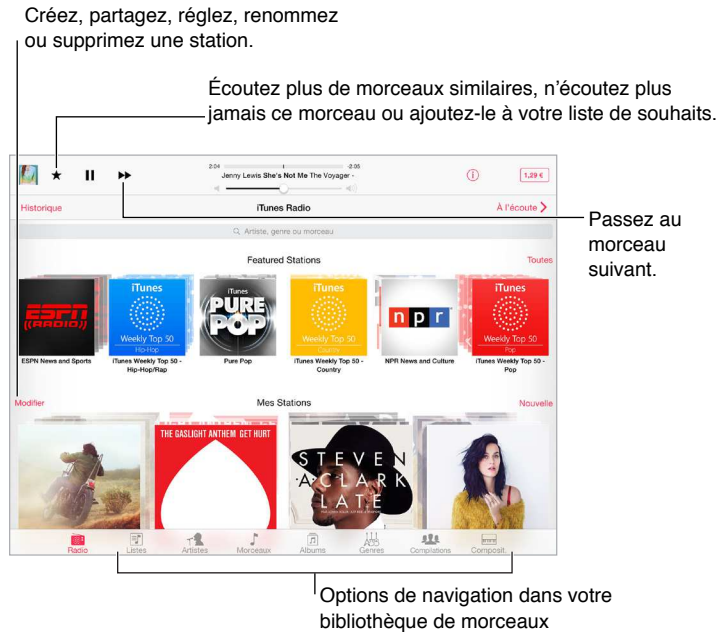 Créez, partagez, réglez, renommez
ou supprimez une station.
Écoutez plus de morceaux similaires, n'écoutez plus
jamais ce morceau ou ajoutez-le à votre liste de souhaits.
2:04
-2:05
Jenny Lewis She's Not Me The Voyager -
1,29 €
Historique
iTunes Radio
À l'écoute
Passez au
morceau
suivant.
Artiste, genre ou morceau
Featured Stations
Toutes
ESPN
((RADIO))
iTunes
Weekly Top 50
Hip-Hop
iTunes
PURE
POP
iTunes
Weekly Top 50
Country
npr
iTunes
Weekly Top 50
Pop
ESPN News and Sports
iTunes Weekly Top 50 -
Hip-Hop/Rap
Pure Pop
iTunes Weekly Top 50 -
Country
NPR News and Culture
iTunes Weekly Top 50 -
Pop
Modifier
Mes Stations
Nouvelle
THE GASLIGHT ANTHEM GET HURT
STEVEN
A CLARK
LATE
Radio
Listes
Artistes
Morceaux
Albums
Genres
Compilations
Composit.
Options de navigation dans votre
bibliothèque de morceaux